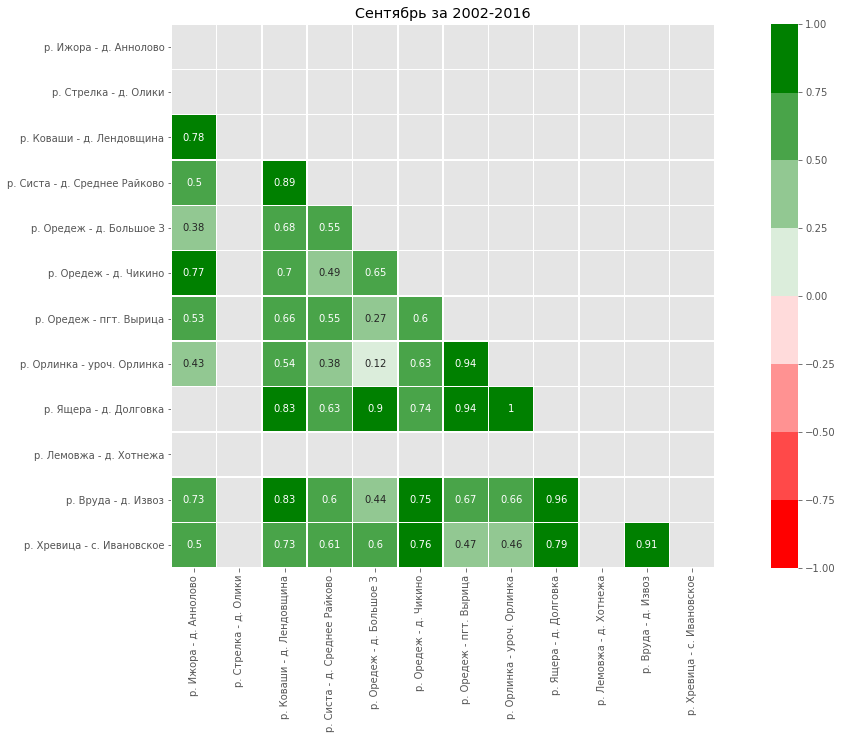 Сентябрь за 2002-2016
р. Ижора - д. Аннолово
р. Стрелка - д. Олики
р. Коваши - д. Лендовщина
0.78
р. Систа - д. Среднее Райково
0.5 0.89
р. Оредеж - д. Большое З
0.38 0.68 0.55
р. Оредеж - д. Чикино
0.77 0.7 0.49 0.65
р. Оредеж - пгт. Вырица
0.53 0.66 0.55 0.27 0.6
р. Орлинка - уроч. Орлинка
0.43 0.54 0.38 0.12 0.63 0.94
р. Ящера - д. Долговка
0.83 0.63 0.9 0.74 0.94 1
р. Лемовжа - д. Хотнежа
р. Вруда - д. Извоз
0.73 0.83 0.6 0.44 0.75 0.67 0.66 0.96
р. Хревица - с. Ивановское
0.5 0.73 0.61 0.6 0.76 0.47 0.46 0.79 0.91
р. Ижора - д. Аннолово
р. Стрелка - д. Олики
р. Коваши - д. Лендовщина
р. Систа - д. Среднее Райково
р. Оредеж - д. Большое З
р. Оредеж - д. Чикино
р. Оредеж - пгт. Вырица
р. Орлинка - уроч. Орлинка
р. Ящера - д. Долговка
р. Лемовжа - д. Хотнежа
р. Вруда - д. Извоз
р. Хревица - с. Ивановское
1.00
0.75
0.50
0.25
0.00
−0.25
−0.50
−0.75
−1.00